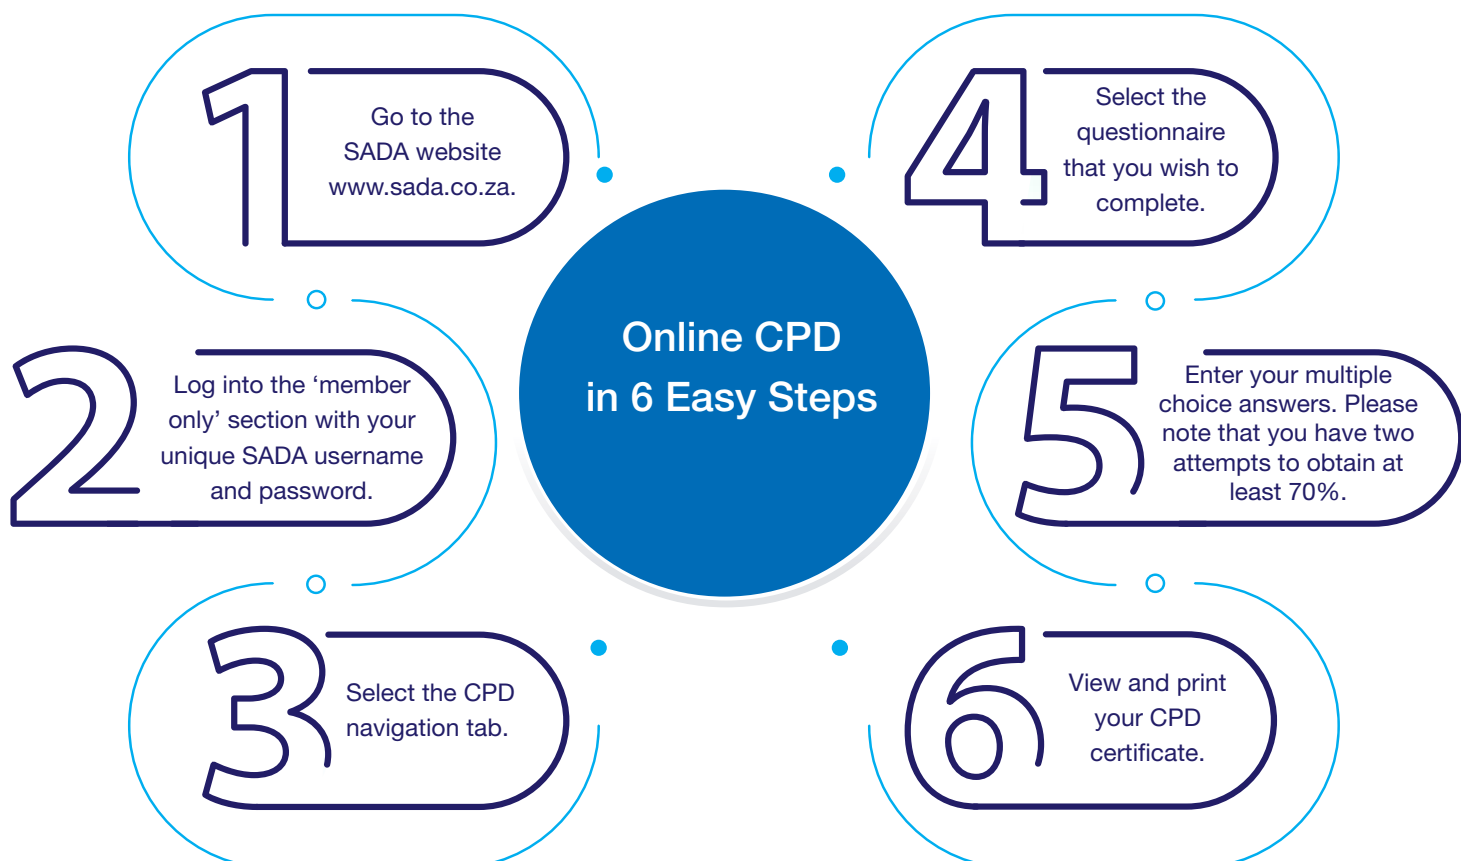 Online CPD
in 6 Easy Steps
1
Go to the
SADA website
www.sada.co.za.
2
Log into the ‘member
only’ section with your
unique SADA username
and password.
3
Select the CPD
navigation tab.
4
Select the
questionnaire
that you wish to
complete.
5
Enter your multiple
choice answers. Please
note that you have two
attempts to obtain at
least 70%.
6
View and print
your CPD
certificate.